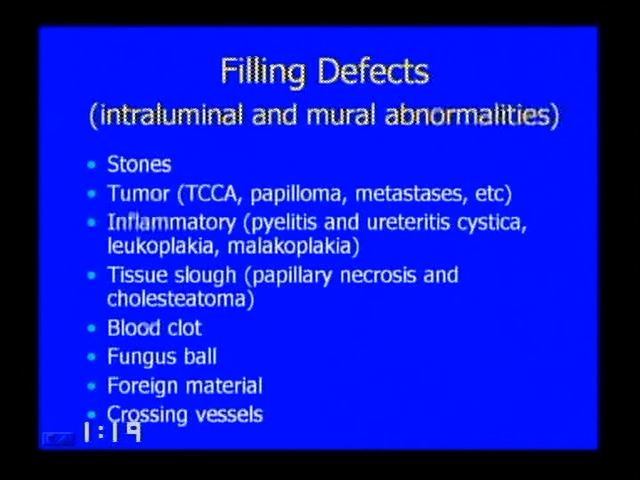 Filling Defects
(intraluminal and mural abnormalities)
• Stones
• Tumor (TCCA, papilloma, metastases, etc)
• Inflammatory (pyelitis and ureteritis cystica,
leukoplakia, malakoplakia)
• Tissue slough (papillary necrosis and
cholesteatoma)
• Blood clot
• Fungus ball
• Foreign material
• Crossing vessels
1:19